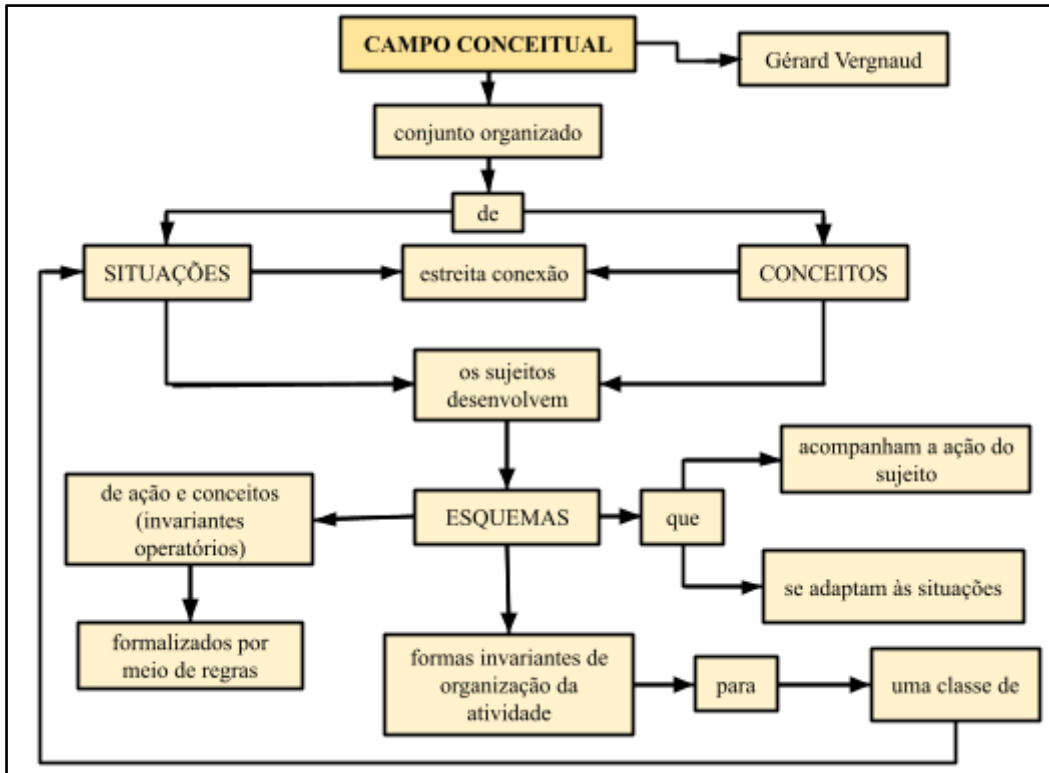 CAMPO CONCEITUAL
Gérard Vergnaud
conjunto organizado
de
SITUAÇÕES
estreita conexão
CONCEITOS
os sujeitos
desenvolvem
acompanham a ação do
sujeito
de ação e conceitos
(invariantes
operatórios)
ESQUEMAS
que
se adaptam às situações
formalizados por
meio de regras
formas invariantes de
organização da
atividade
para
uma classe de